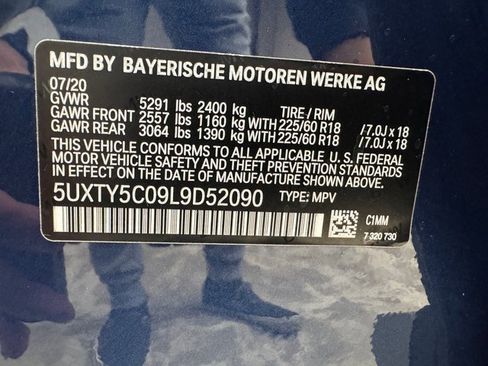 MFD BY BAYERISCHE MOTOREN WERKE AG
07/20
GVWR 5291 lbs 2400 kg TIRE / RIM
GAWR FRONT 2557 lbs 1160 kg WITH 225/60 R18 / 7.0J x 18
GAWR REAR 3064 lbs 1390 kg WITH 225/60 R18 / 7.0J x 18
THIS VEHICLE CONFORMS TO ALL APPLICABLE U. S. FEDERAL
MOTOR VEHICLE SAFETY, AND THEFT PREVENTION STANDARDS
IN EFFECT ON THE DATE OF MANUFACTURE SHOWN ABOVE.
5UXTY5C09L9D52090 TYPE: MPV
C1MM
7 320 730